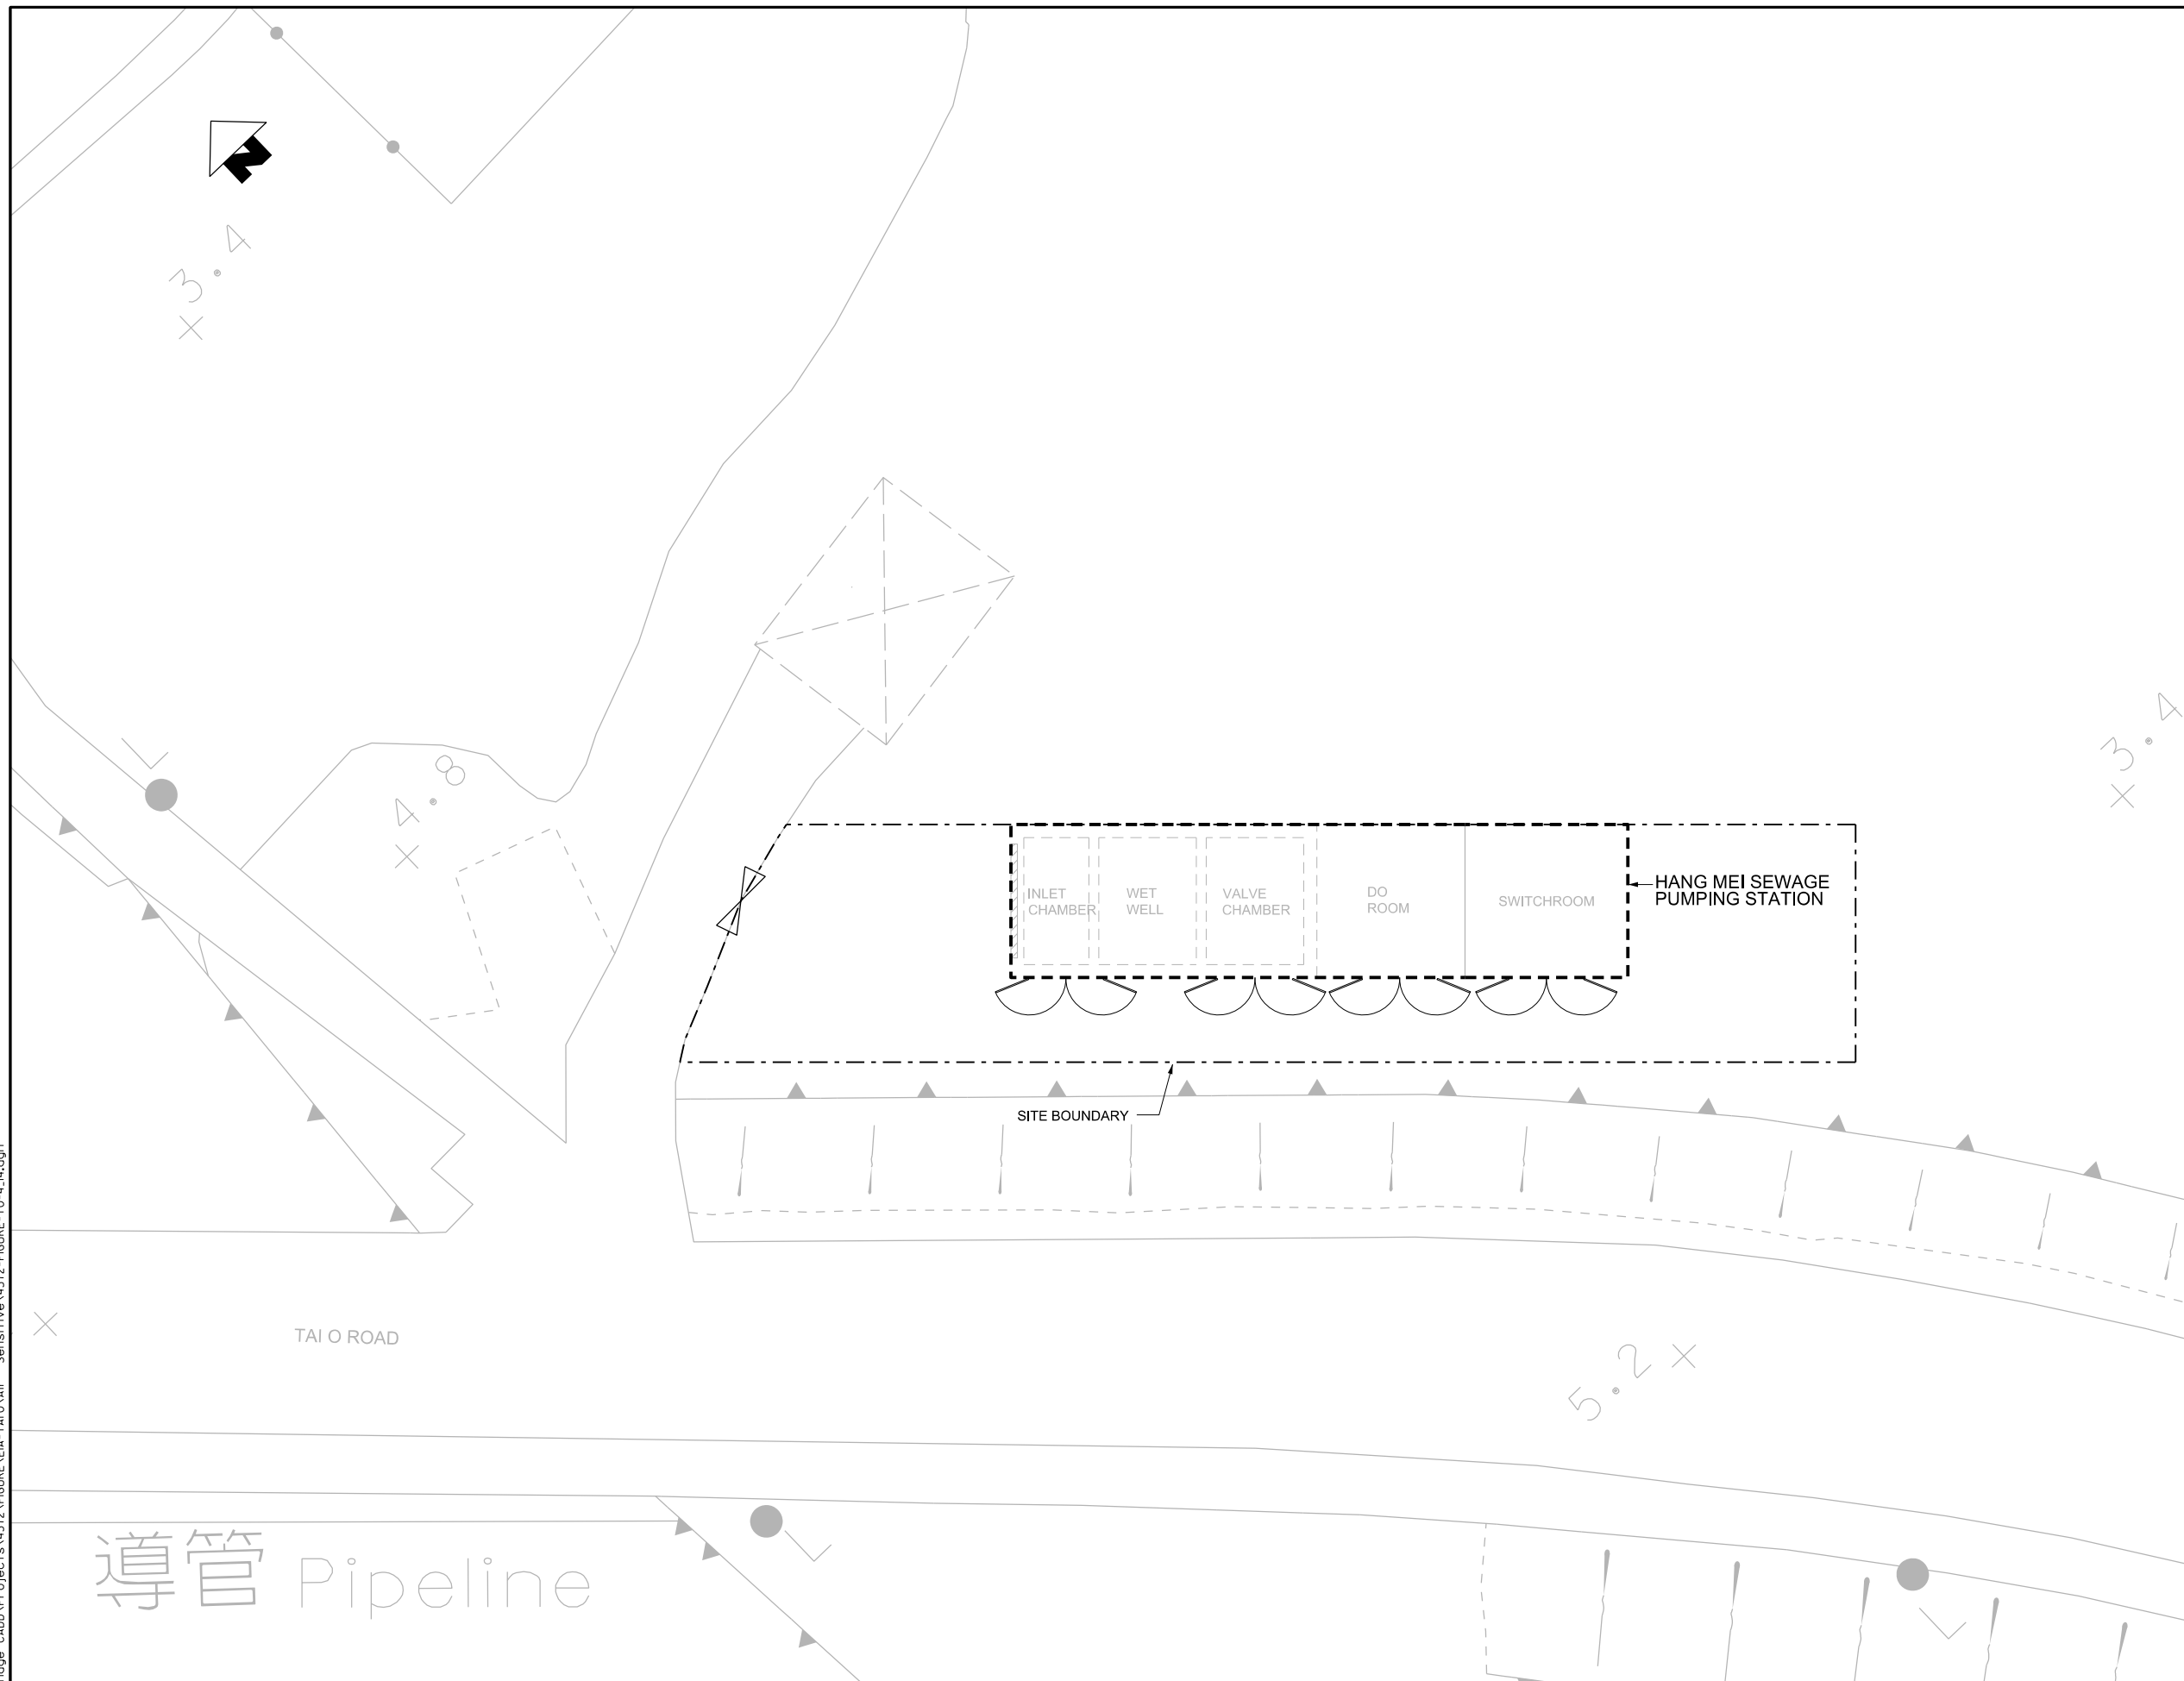 N
3.4
4.8
3.4
INLET
CHAMBER
WET
WELL
VALVE
CHAMBER
DO
ROOM
SWITCHROOM
HANG MEI SEWAGE
PUMPING STATION
SITE BOUNDARY
TAI O ROAD
5.2
導管 Pipeline